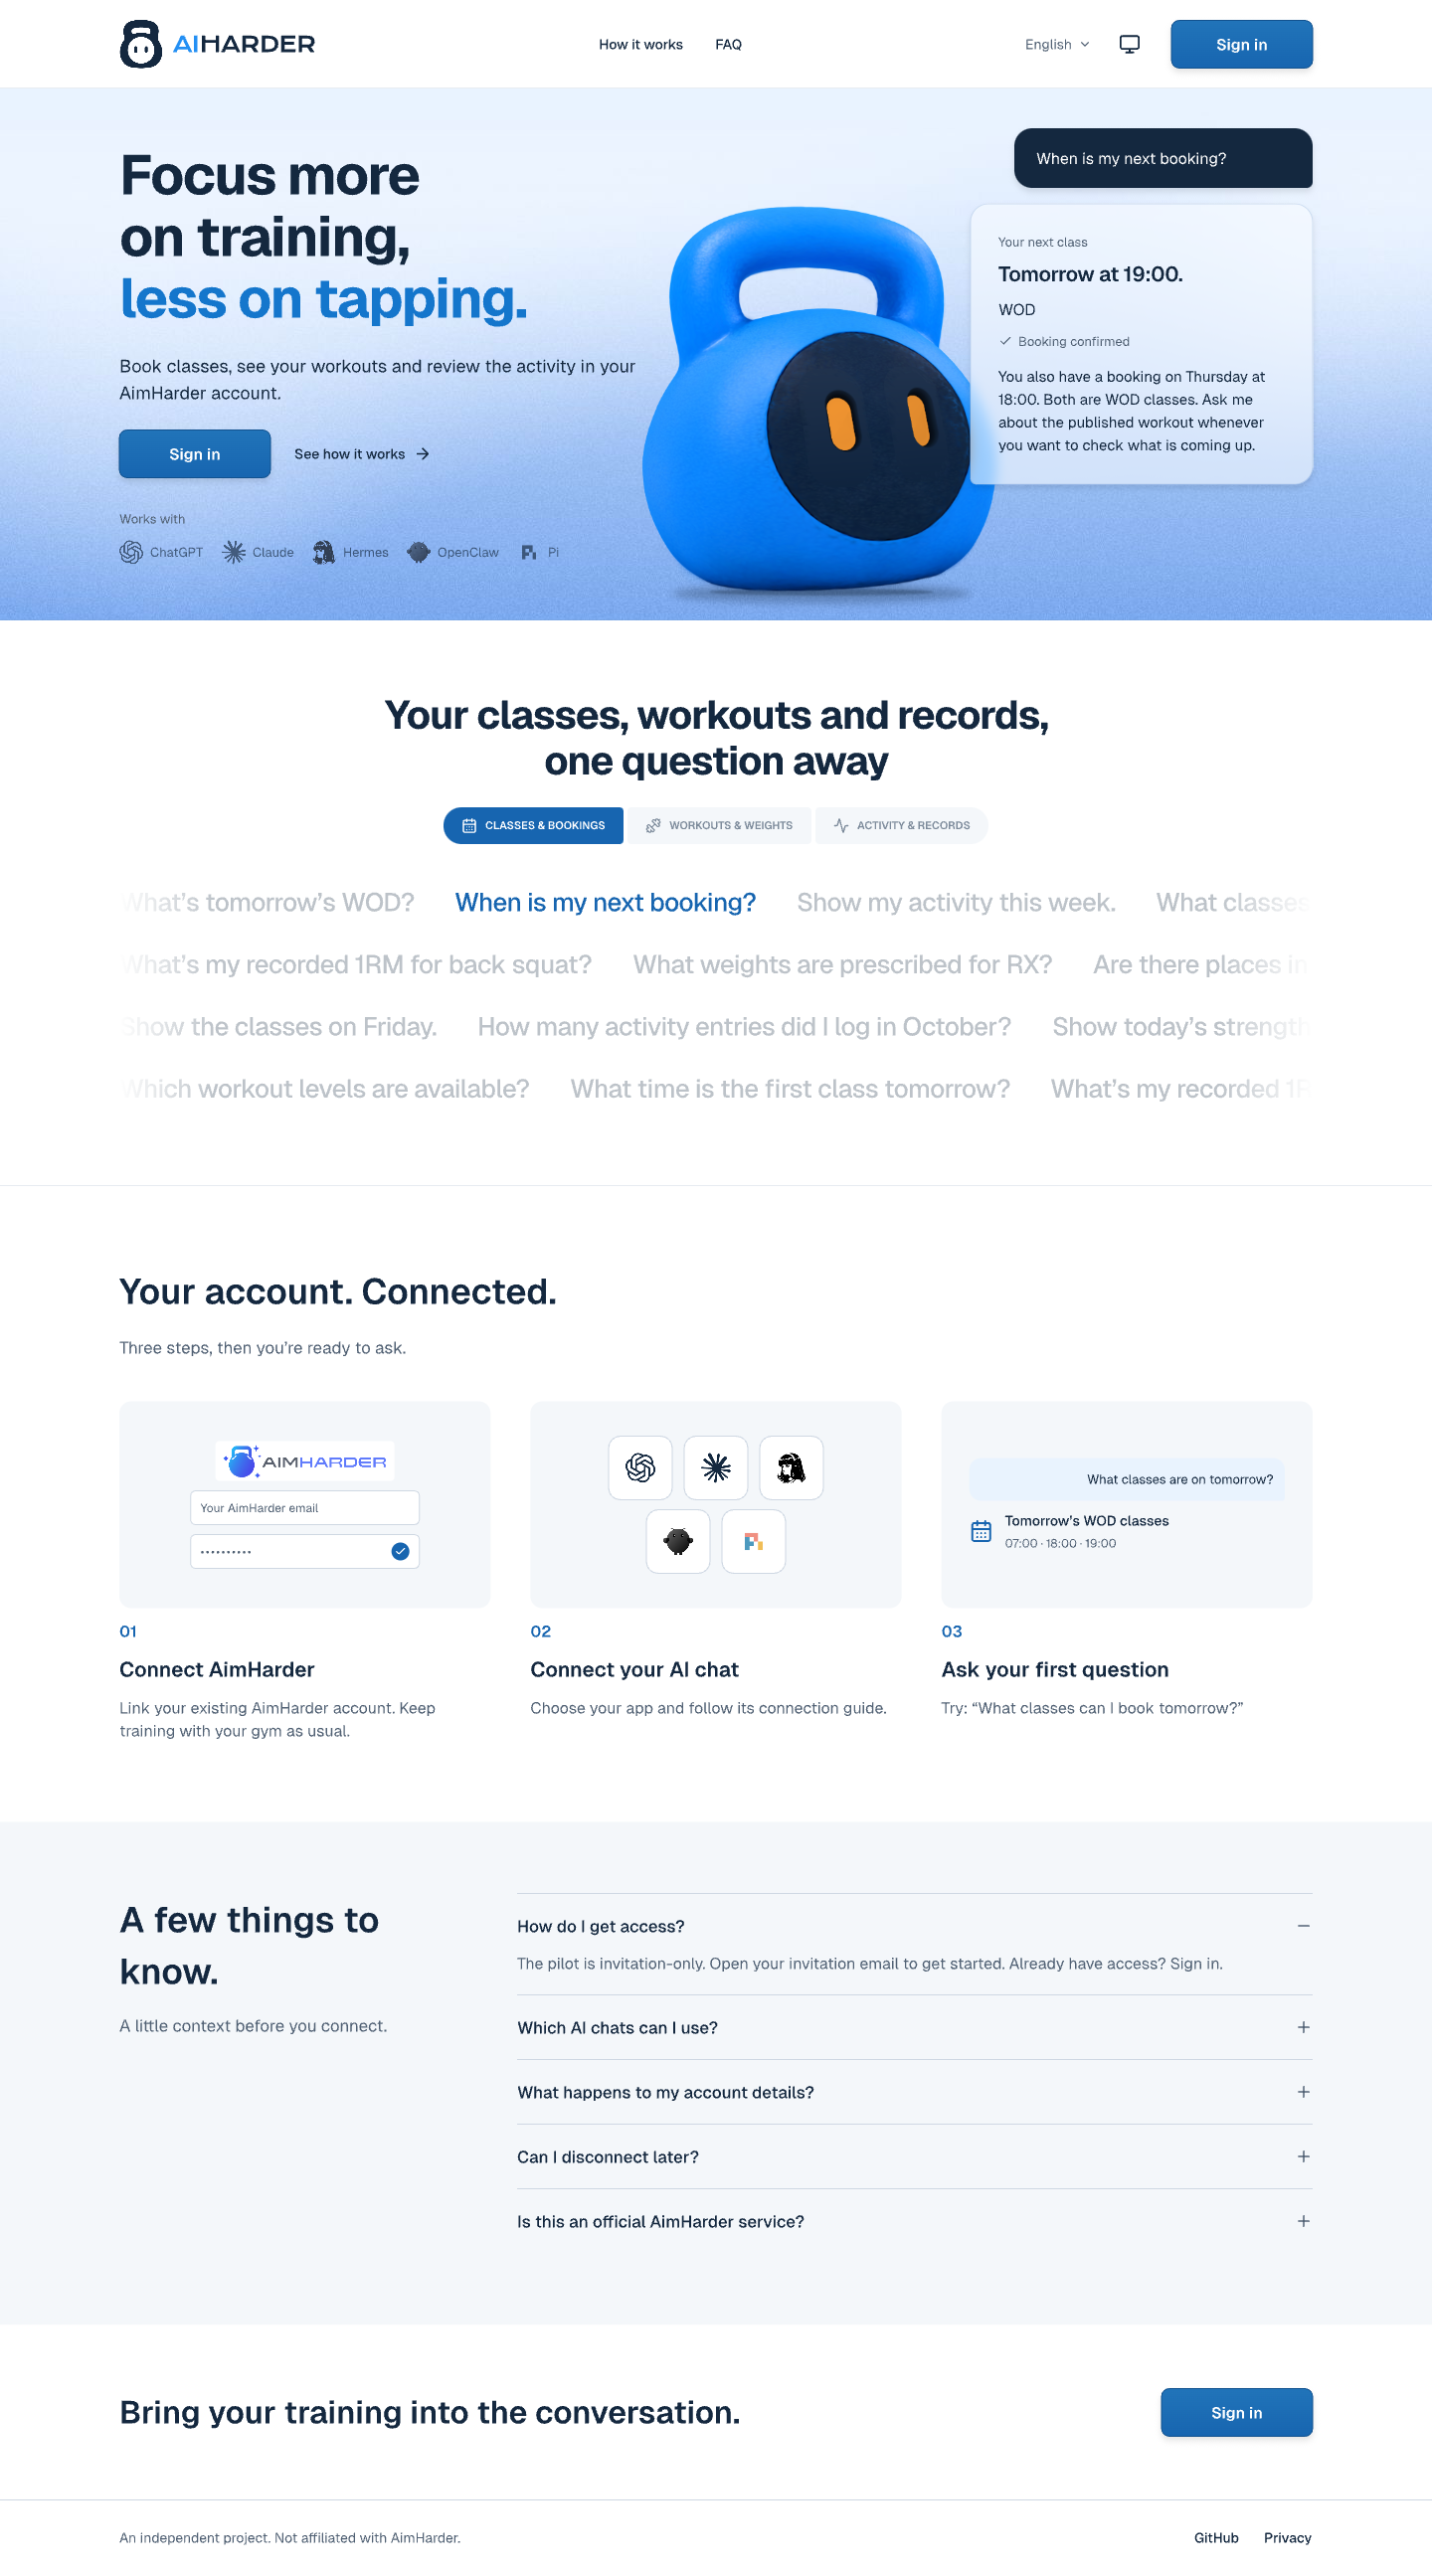 AIHARDER
How it works
FAQ
English
Sign in
Focus more
on training,
less on tapping.
Book classes, see your workouts and review the activity in your
AimHarder account.
Sign in
See how it works
Works with
ChatGPT
Claude
Hermes
OpenClaw
Pi
When is my next booking?
Your next class
Tomorrow at 19:00.
WOD
Booking confirmed
You also have a booking on Thursday at
18:00. Both are WOD classes. Ask me
about the published workout whenever
you want to check what is coming up.
Your classes, workouts and records,
one question away
CLASSES & BOOKINGS
WORKOUTS & WEIGHTS
ACTIVITY & RECORDS
What's tomorrow's WOD?
When is my next booking?
Show my activity this week.
What classes
What's my recorded 1RM for back squat?
What weights are prescribed for RX?
Are there places in
Show the classes on Friday.
How many activity entries did I log in October?
Show today's strength
Which workout levels are available?
What time is the first class tomorrow?
What's my recorded 1R
Your account. Connected.
Three steps, then you're ready to ask.
AIMHARDER
Your AimHarder email
01
Connect AimHarder
Link your existing AimHarder account. Keep
training with your gym as usual.
02
Connect your AI chat
Choose your app and follow its connection guide.
What classes are on tomorrow?
Tomorrow's WOD classes
07:00 · 18:00 · 19:00
03
Ask your first question
Try: “What classes can I book tomorrow?”
A few things to
know.
A little context before you connect.
How do I get access?
The pilot is invitation-only. Open your invitation email to get started. Already have access? Sign in.
Which AI chats can I use?
What happens to my account details?
Can I disconnect later?
Is this an official AimHarder service?
Bring your training into the conversation.
Sign in
An independent project. Not affiliated with AimHarder.
GitHub
Privacy